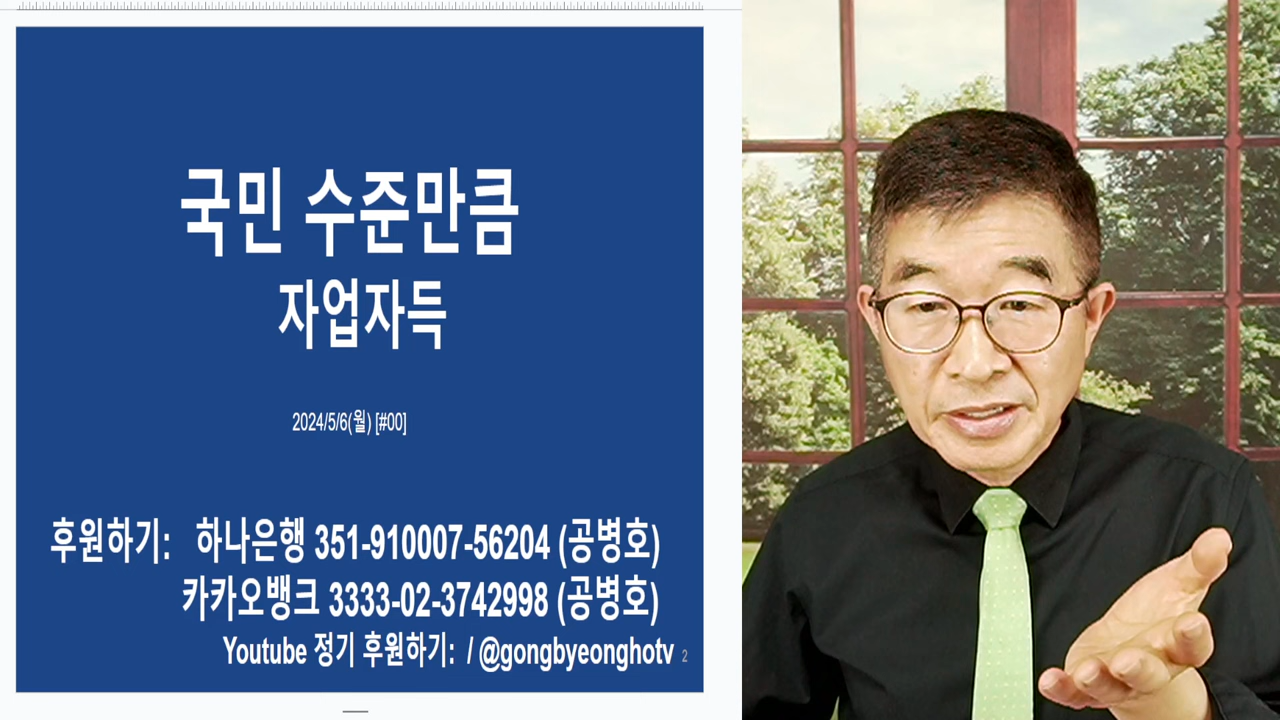 국민 수준만큼
자업자득
2024/5/6(월) [#00]
후원하기: 하나은행 351-910007-56204 (공병호)
카카오뱅크 3333-02-3742998 (공병호)
Youtube 정기 후원하기: / @gongbyeonghotv 2